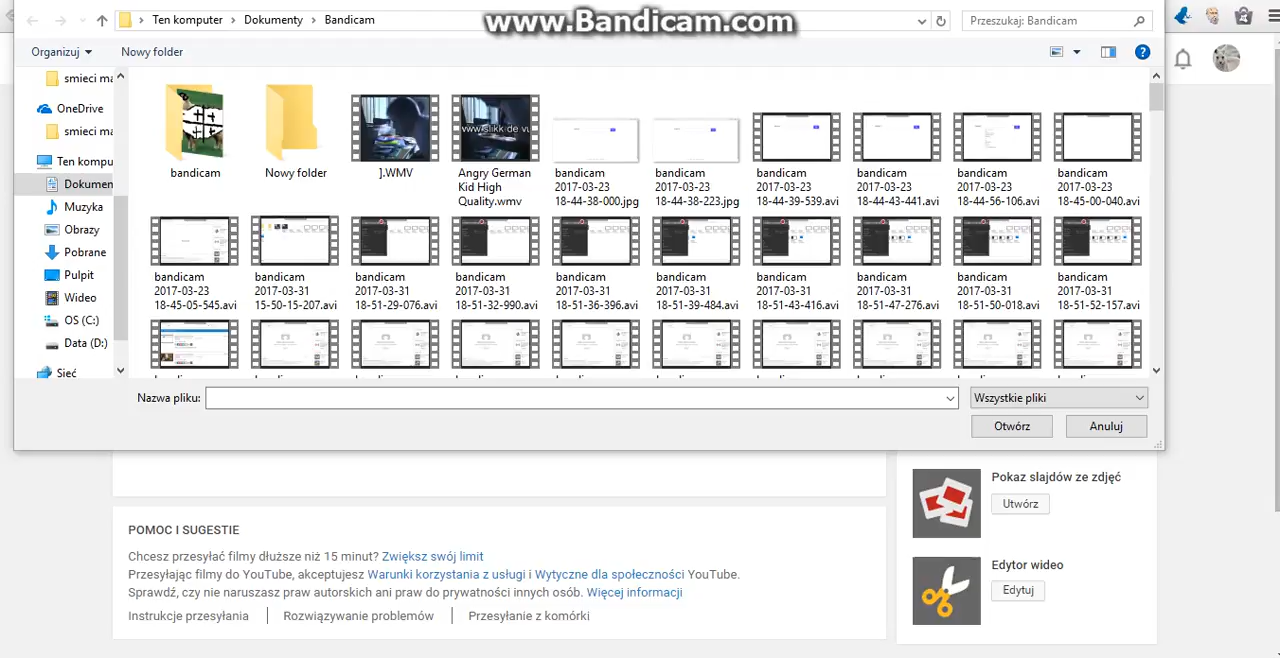 www.Bandicam.com
Ten komputer
Dokumenty
Bandicam
Przeszukaj: Bandicam
Organizuj
Nowy folder
smieci ma
OneDrive
smieci ma
Ten kompu
Dokumen
Muzyka
Obrazy
Pobrane
Pulpit
Wideo
OS (C:)
Data (D:)
Sieć
bandicam
Nowy folder
].WMV
Angry German
Kid High
Quality.wmv
bandicam
2017-03-23
18-44-38-000.jpg
bandicam
2017-03-23
18-44-38-223.jpg
bandicam
2017-03-23
18-44-39-539.avi
bandicam
2017-03-23
18-44-43-441.avi
bandicam
2017-03-23
18-44-56-106.avi
bandicam
2017-03-23
18-45-00-040.avi
bandicam
2017-03-23
18-45-05-545.avi
bandicam
2017-03-31
15-50-15-207.avi
bandicam
2017-03-31
18-51-29-076.avi
bandicam
2017-03-31
18-51-32-990.avi
bandicam
2017-03-31
18-51-36-396.avi
bandicam
2017-03-31
18-51-39-484.avi
bandicam
2017-03-31
18-51-43-416.avi
bandicam
2017-03-31
18-51-47-276.avi
bandicam
2017-03-31
18-51-50-018.avi
bandicam
2017-03-31
18-51-52-157.avi
Nazwa pliku:
Wszystkie pliki
Otwórz
Anuluj
Pokaz slajdów ze zdjęć
Utwórz
Edytor wideo
Edytuj
POMOC I SUGESTIE
Chcesz przesyłać filmy dłuższe niż 15 minut? Zwiększ swój limit
Przesyłając filmy do YouTube, akceptujesz Warunki korzystania z usługi i Wytyczne dla społeczności YouTube.
Sprawdź, czy nie naruszasz praw autorskich ani praw do prywatności innych osób. Więcej informacji
Instrukcje przesyłania
Rozwiązywanie problemów
Przesyłanie z komórki